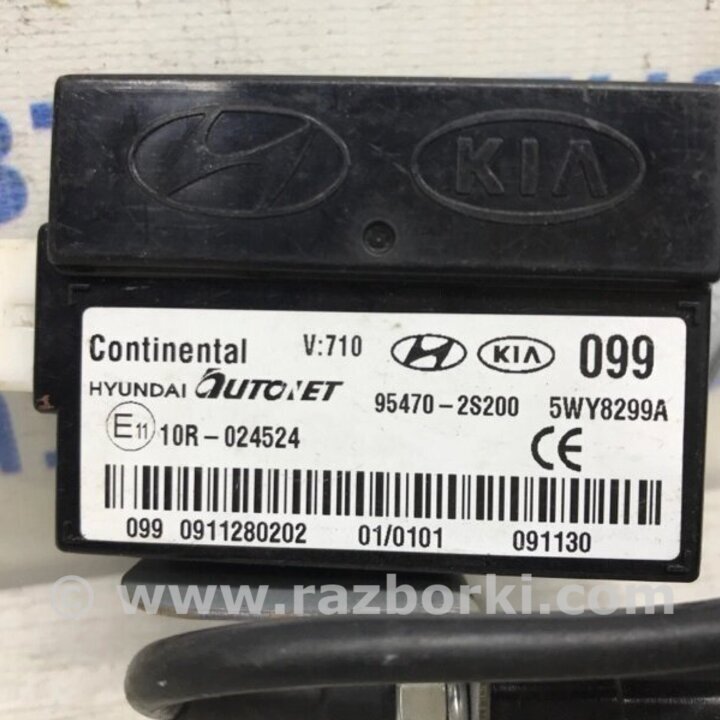 KIA
Continental V:710 KIA 099
HYUNDAI AUTONET 95470-2S200 5WY8299A
E11 10R-024524 CE
099 0911280202 01/0101 091130
© www.razborki.com